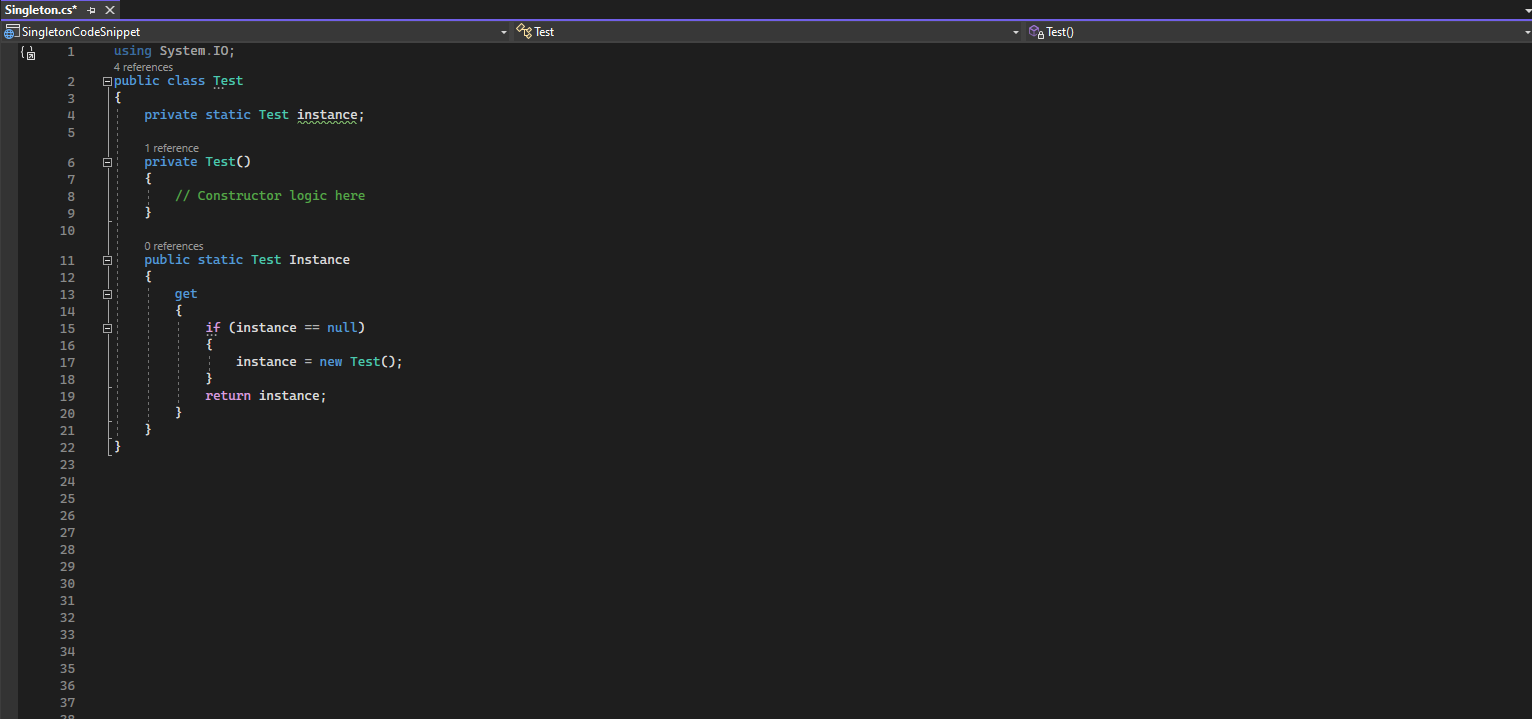 Singleton.cs*
SingletonCodeSnippet Test Test()
1 using System.IO;
4 references
2 public class Test
3 {
4 private static Test instance;
5
1 reference
6 private Test()
7 {
8 // Constructor logic here
9 }
10
0 references
11 public static Test Instance
12 {
13 get
14 {
15 if (instance == null)
16 {
17 instance = new Test();
18 }
19 return instance;
20 }
21 }
22 }
23
24
25
26
27
28
29
30
31
32
33
34
35
36
37
38